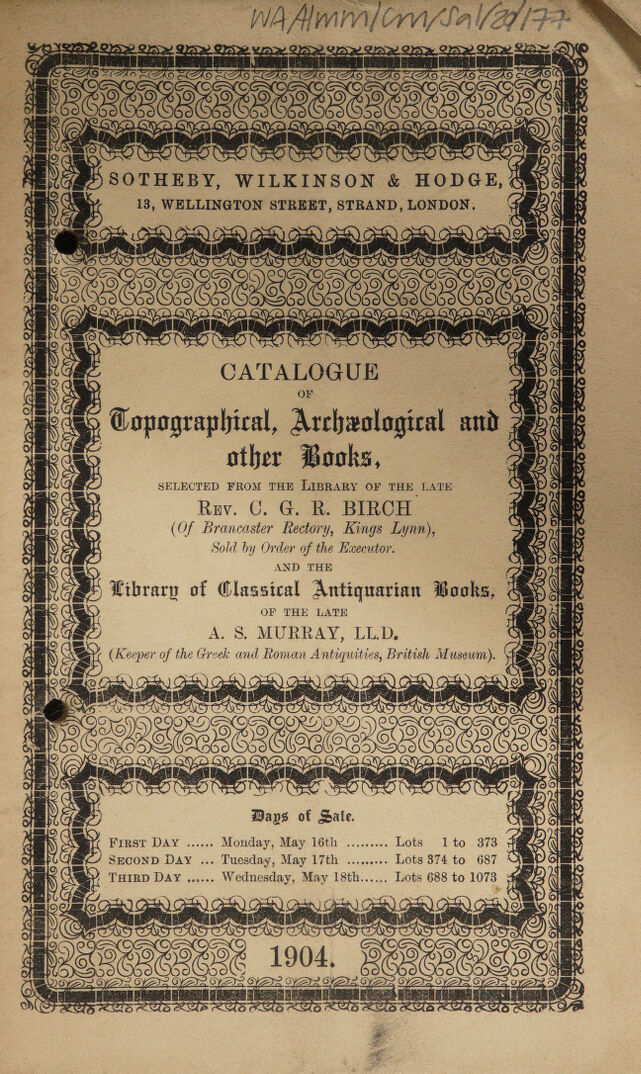 WAA/mm/Cm/Sal/20/177
SOTHEBY, WILKINSON & HODGE,
13, WELLINGTON STREET, STRAND, LONDON.
CATALOGUE
OF
Topographical, Archæological and
other Books,
SELECTED FROM THE LIBRARY OF THE LATE
REV. C. G. R. BIRCH
(Of Brancaster Rectory, Kings Lynn),
Sold by Order of the Executor.
AND THE
Library of Classical Antiquarian Books,
OF THE LATE
A. S. MURRAY, LL.D.
(Keeper of the Greek and Roman Antiquities, British Museum).
Days of Sale.
FIRST DAY ...... Monday, May 16th ......... Lots 1 to 373
SECOND DAY ... Tuesday, May 17th ......... Lots 374 to 687
THIRD DAY ...... Wednesday, May 18th...... Lots 688 to 1073
1904.